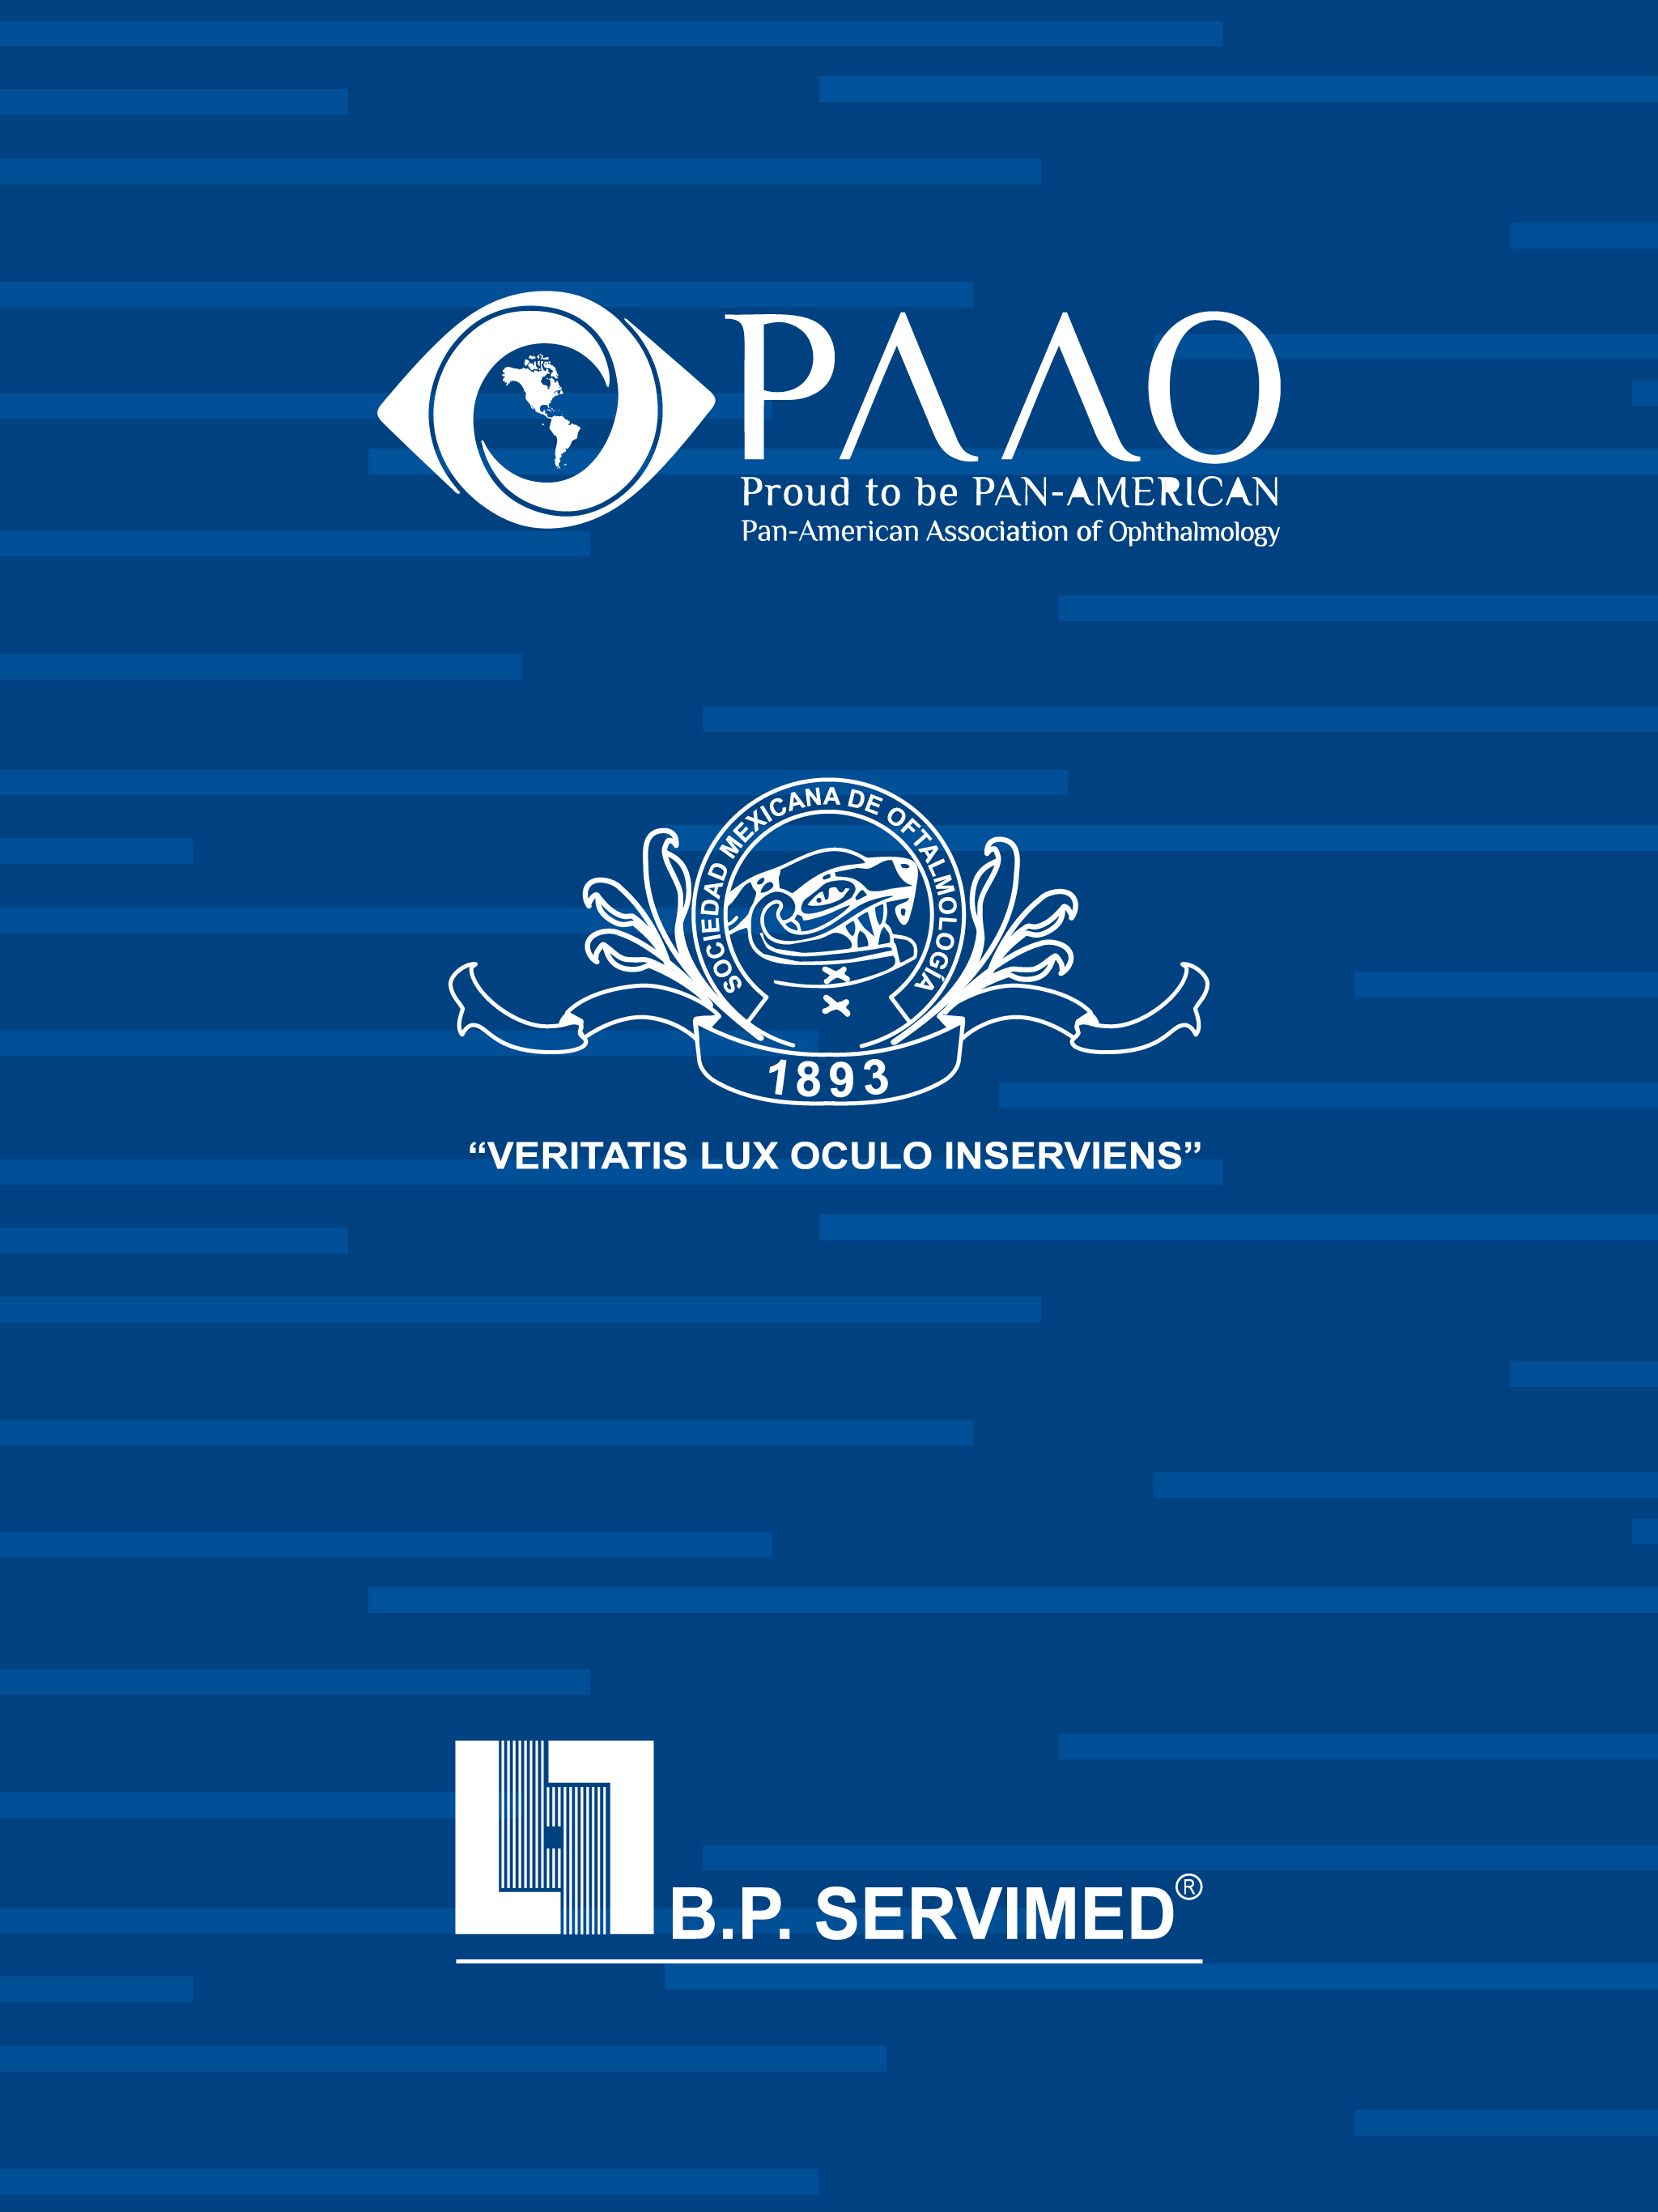 PAAO
Proud to be PAN-AMERICAN
Pan-American Association of Ophthalmology
SOCIEDAD MEXICANA DE OFTALMOLOGÍA
1893
“VERITATIS LUX OCULO INSERVIENS”
B.P. SERVIMED®